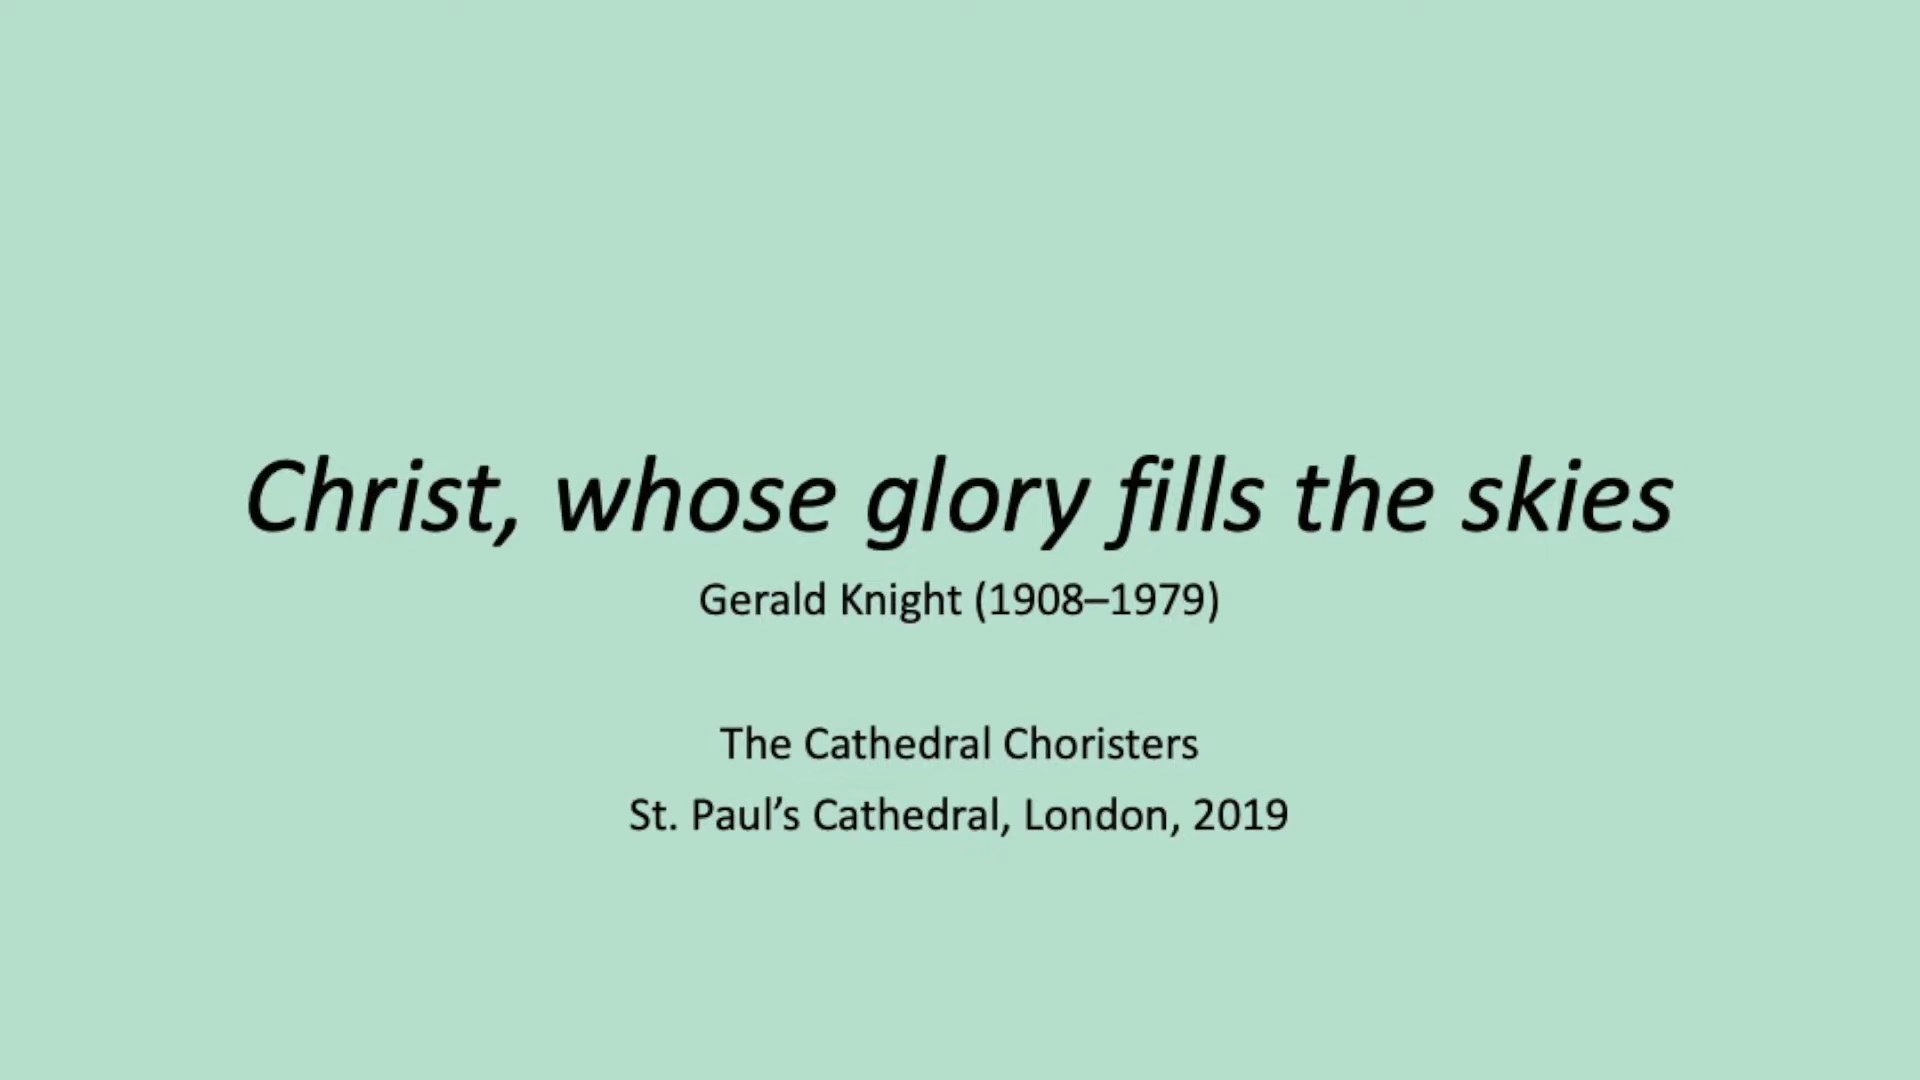 Christ, whose glory fills the skies
Gerald Knight (1908–1979)
The Cathedral Choristers
St. Paul’s Cathedral, London, 2019